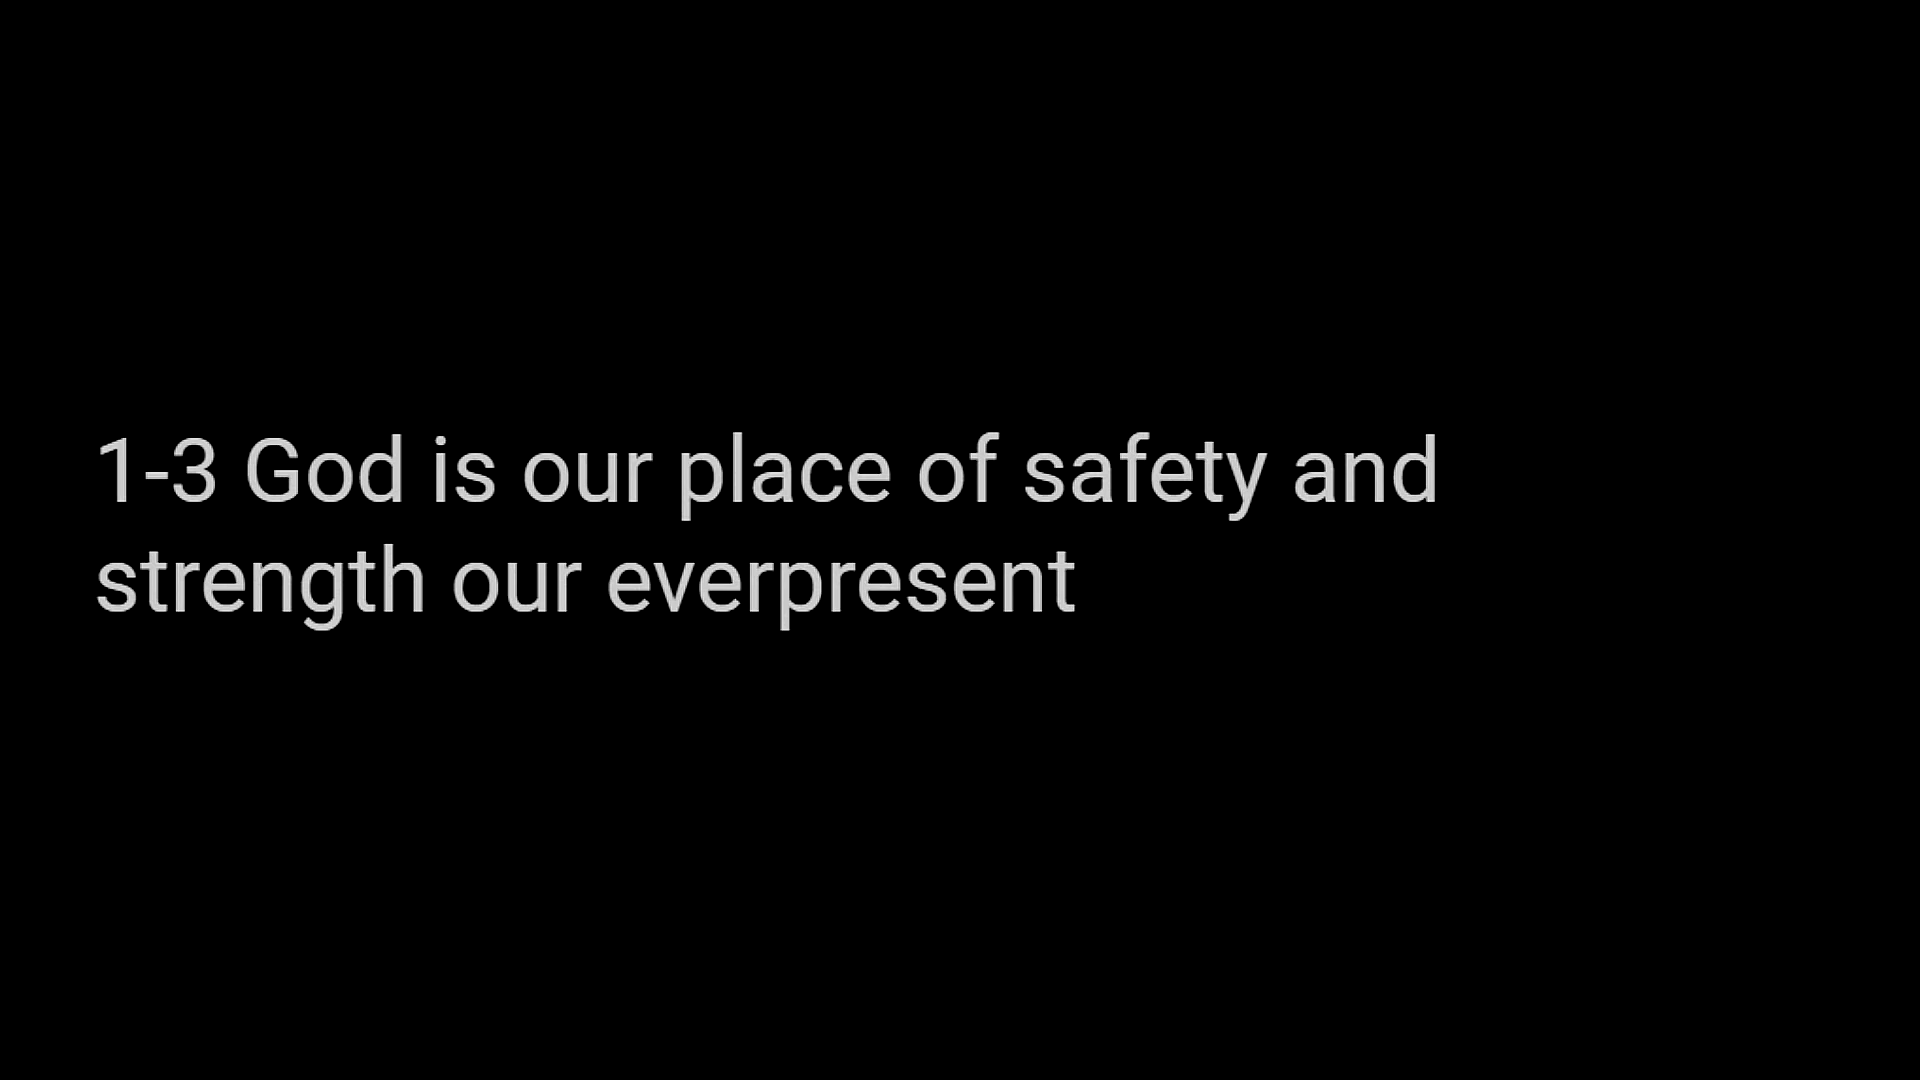 1-3 God is our place of safety and
strength our everpresent